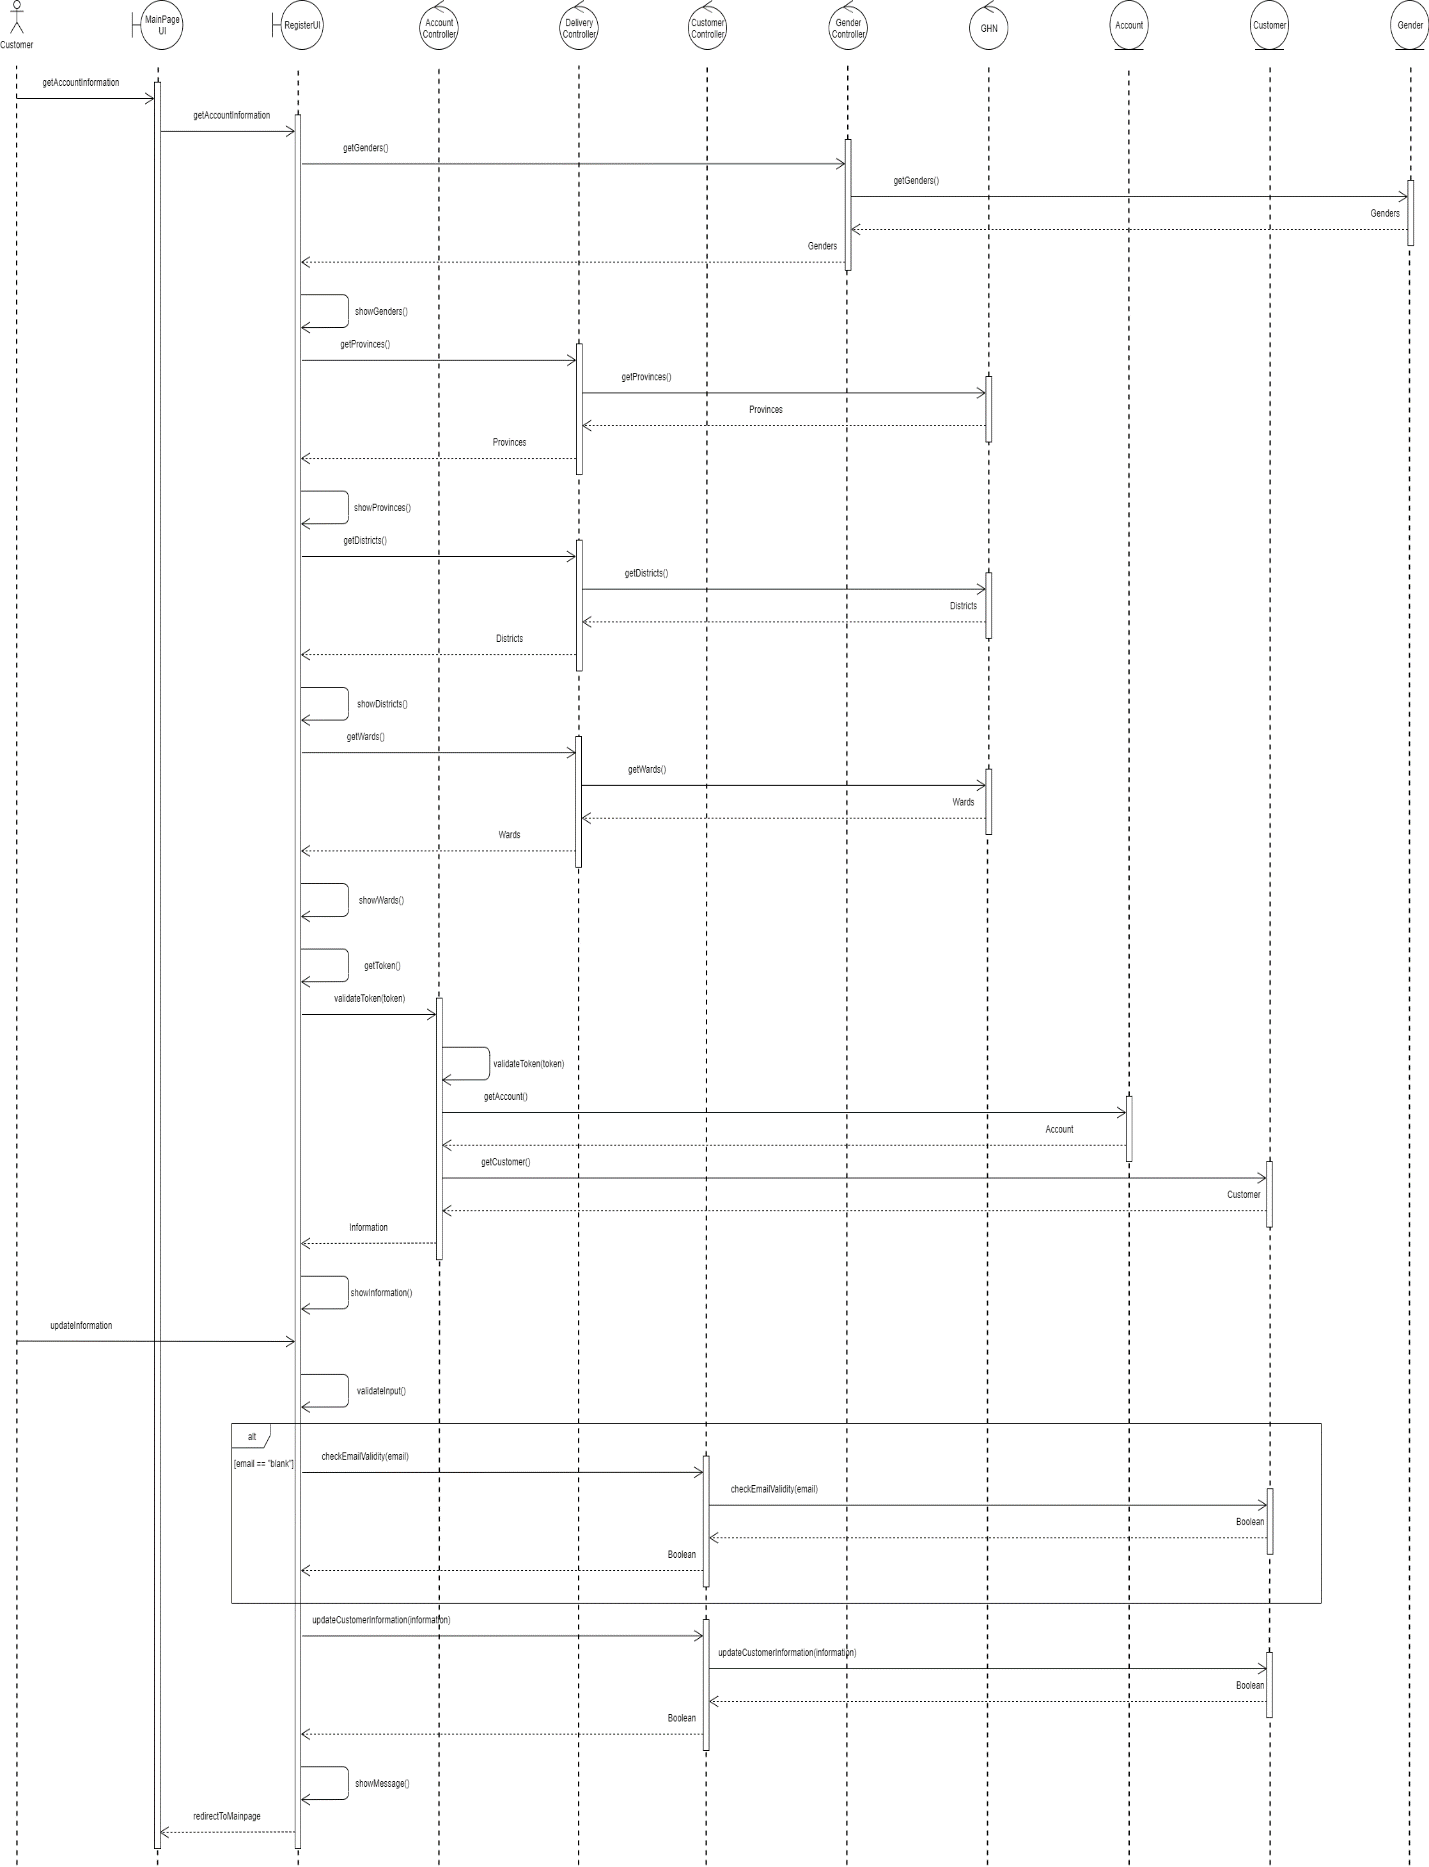 Customer
MainPage
UI
RegisterUI
Account
Controller
Delivery
Controller
Customer
Controller
Gender
Controller
GHN
Account
Customer
Gender
getAccountInformation
getAccountInformation
getGenders()
getGenders()
Genders
Genders
showGenders()
getProvinces()
getProvinces()
Provinces
Provinces
showProvinces()
getDistricts()
getDistricts()
Districts
Districts
showDistricts()
getWards()
getWards()
Wards
Wards
showWards()
getToken()
validateToken(token)
validateToken(token)
getAccount()
Account
getCustomer()
Customer
Information
showInformation()
updateInformation
validateInput()
alt
[email == "blank"]
checkEmailValidity(email)
checkEmailValidity(email)
Boolean
Boolean
updateCustomerInformation(information)
updateCustomerInformation(information)
Boolean
Boolean
showMessage()
redirectToMainpage